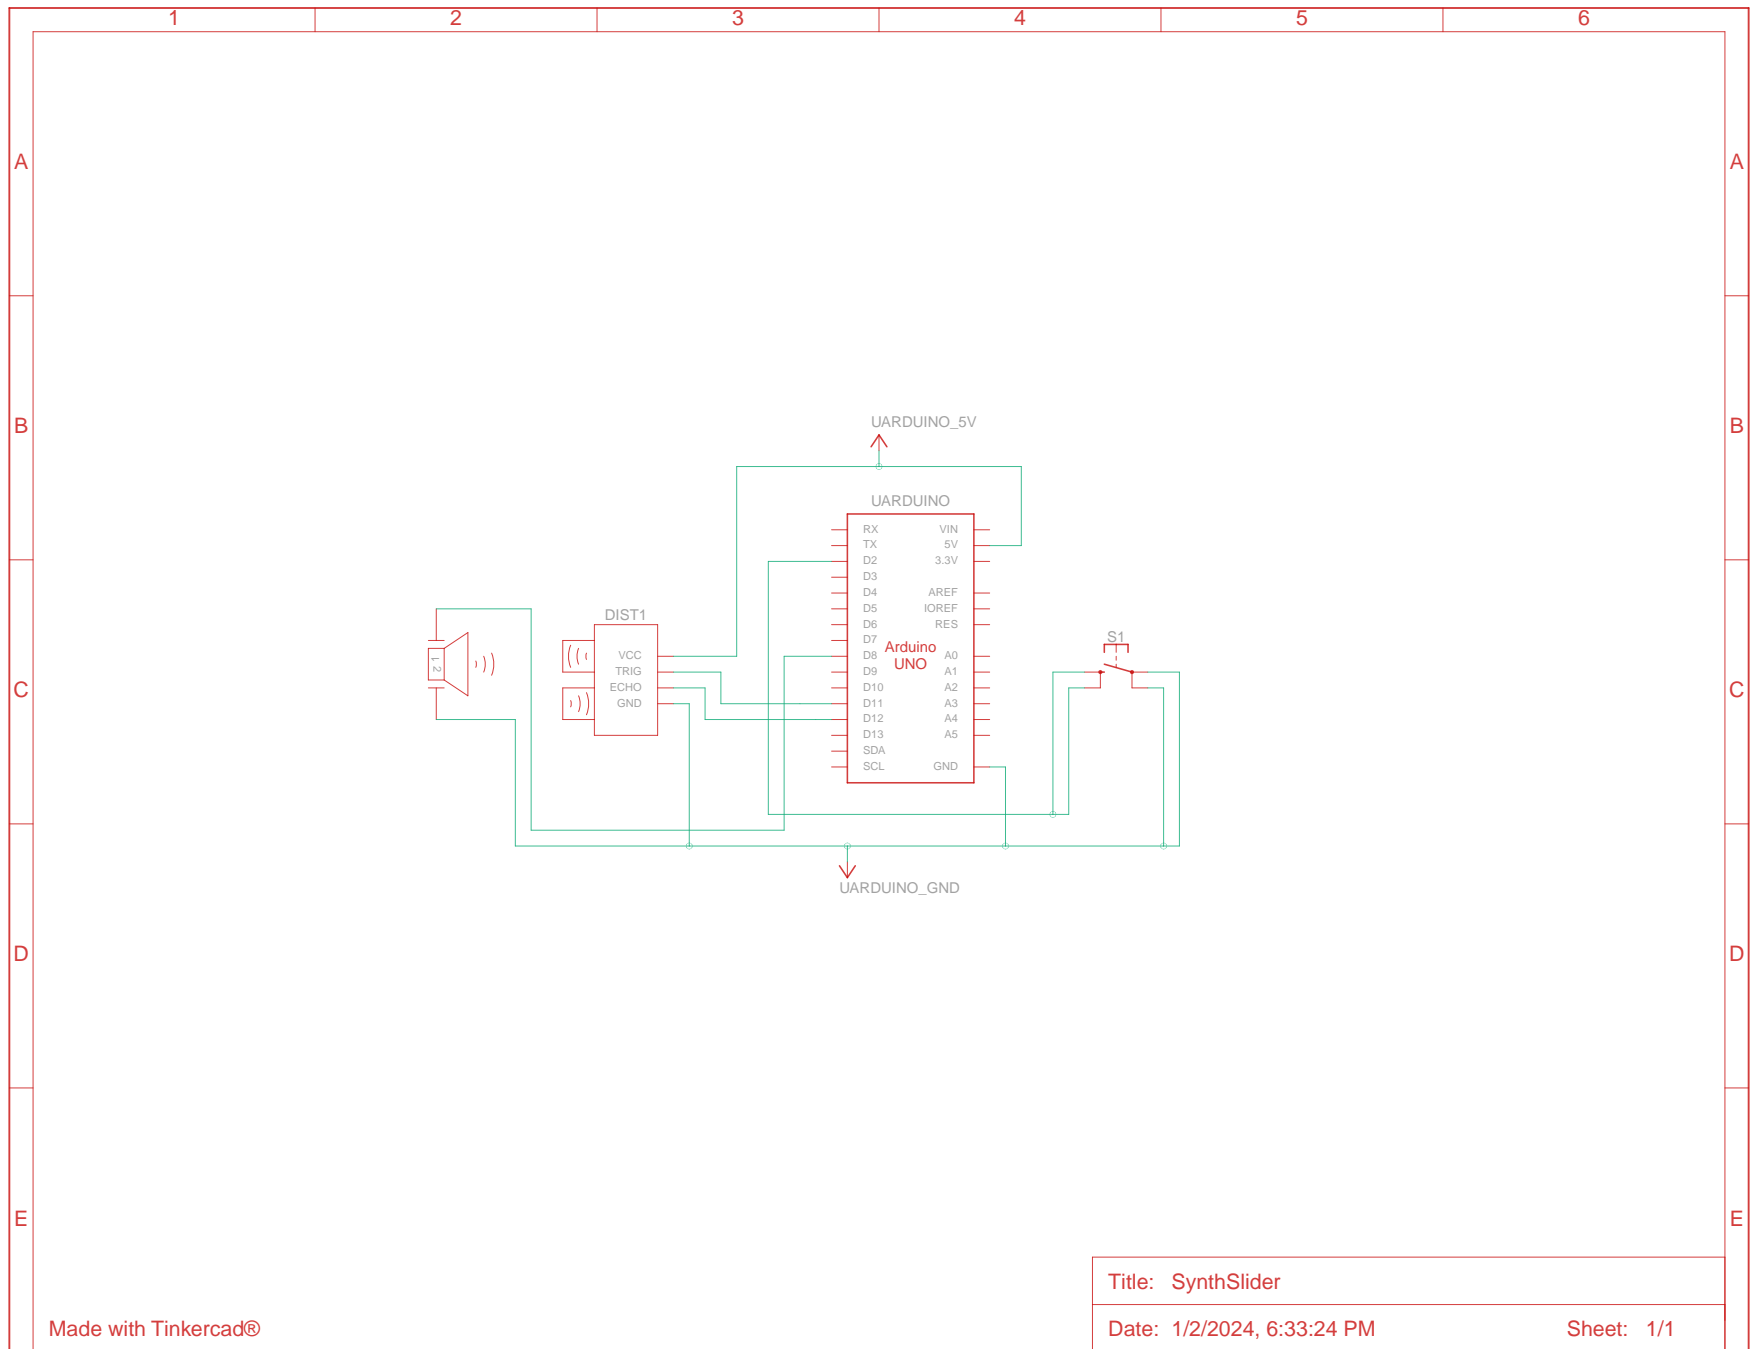 1 2 3 4 5 6
A A
B B
UARDUINO_5V
UARDUINO
RX VIN
TX 5V
D2 3.3V
D3
D4 AREF
D5 IOREF
D6 RES
D7
D8 A0
D9 A1
D10 A2
D11 A3
D12 A4
D13 A5
SDA
SCL GND
Arduino
UNO
DIST1
VCC
TRIG
ECHO
GND
1 2
S1
C C
UARDUINO_GND
D D
E E
Title: SynthSlider
Date: 1/2/2024, 6:33:24 PM Sheet: 1/1
Made with Tinkercad®